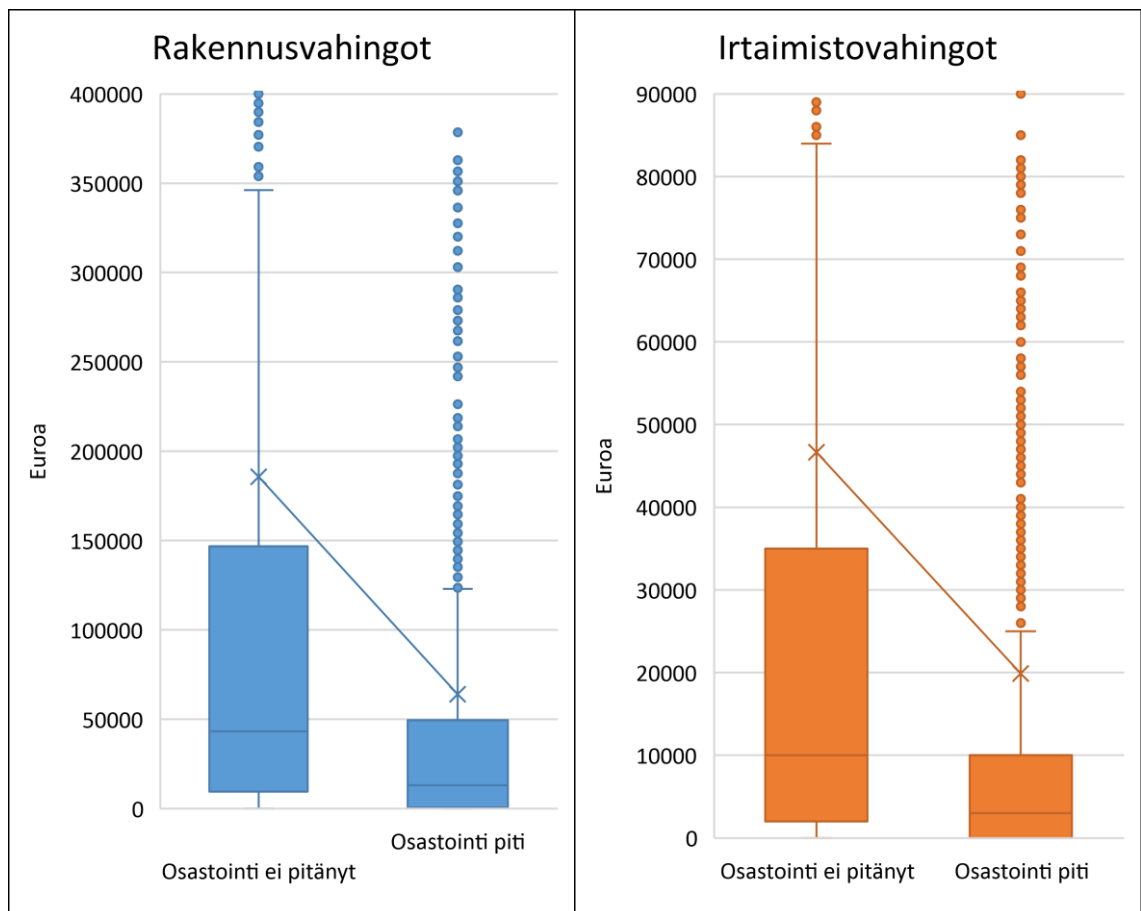 Rakennusvahingot
400000
350000
300000
250000
200000
150000
100000
50000
0
Euroa
Osastointi ei pitänyt
Osastointi piti
Irtaimistovahingot
90000
80000
70000
60000
50000
40000
30000
20000
10000
0
Euroa
Osastointi ei pitänyt
Osastointi piti